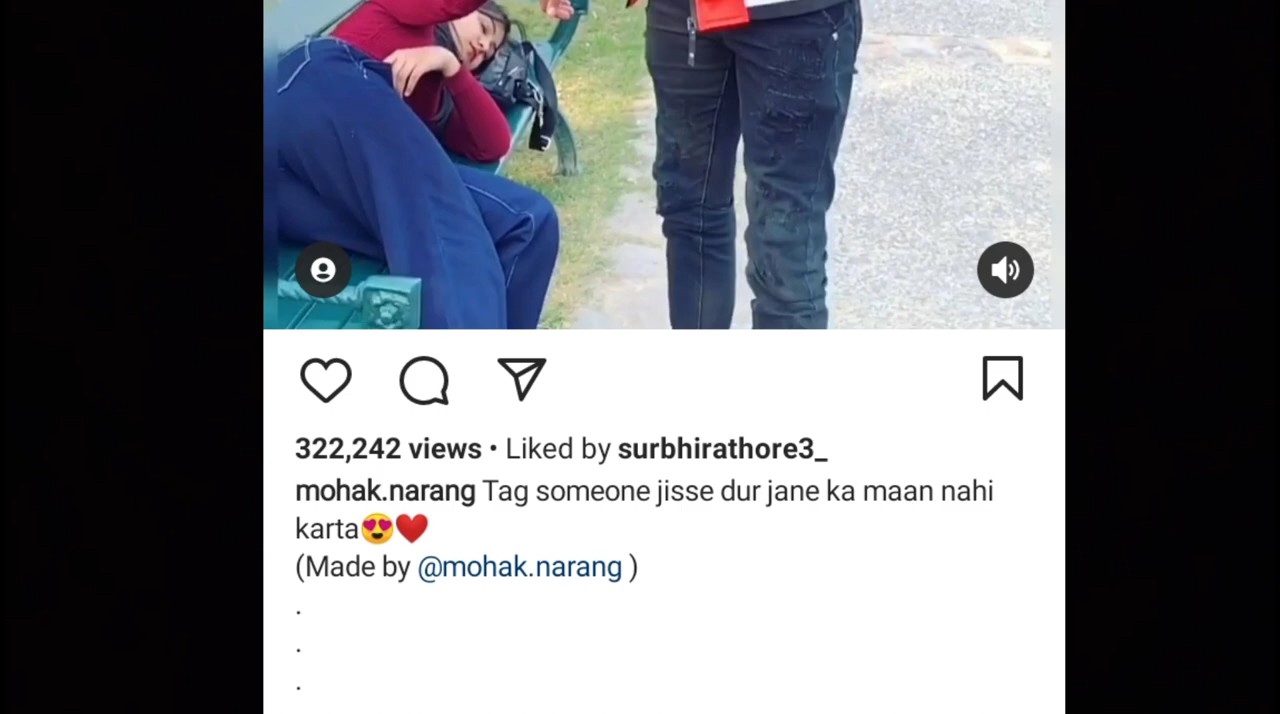 322,242 views • Liked by surbhirathore3_
mohak.narang Tag someone jisse dur jane ka maan nahi
karta😍❤️
(Made by @mohak.narang )
.
.
.